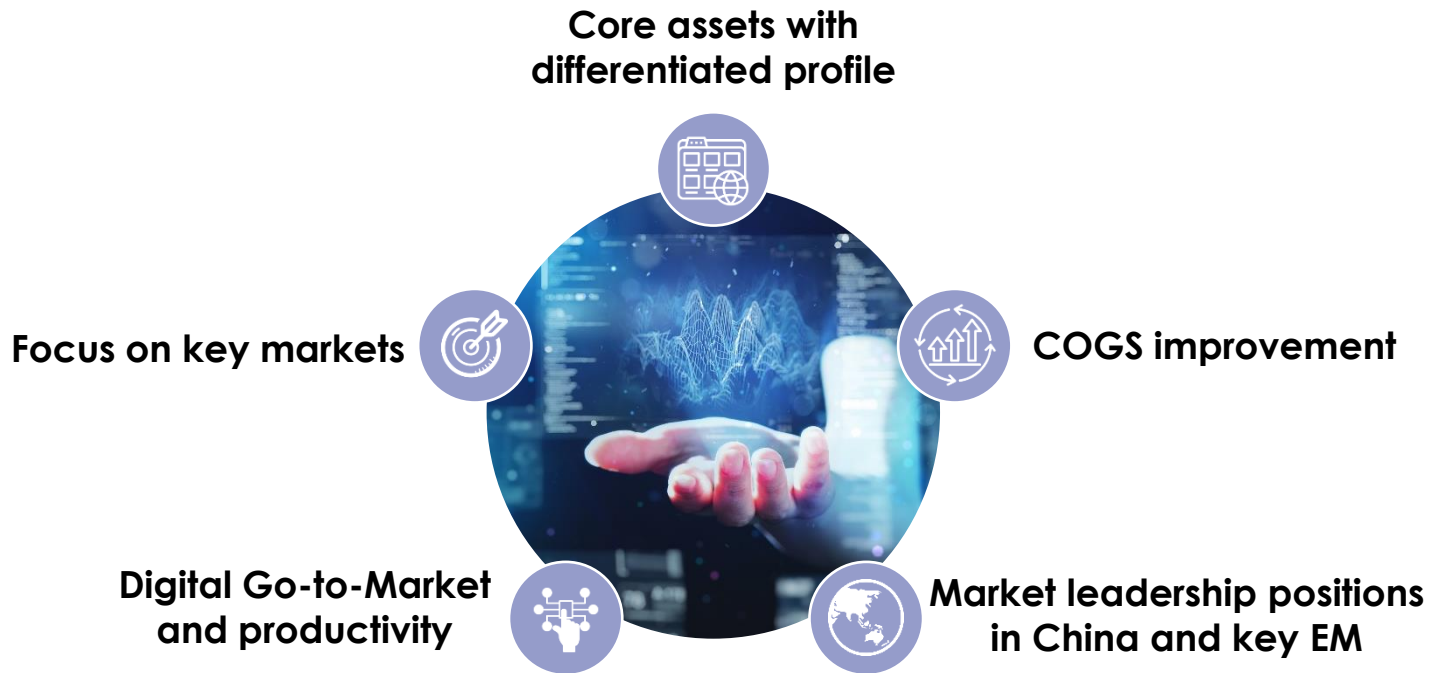 Core assets with
differentiated profile
Focus on key markets
COGS improvement
Digital Go-to-Market
and productivity
Market leadership positions
in China and key EM